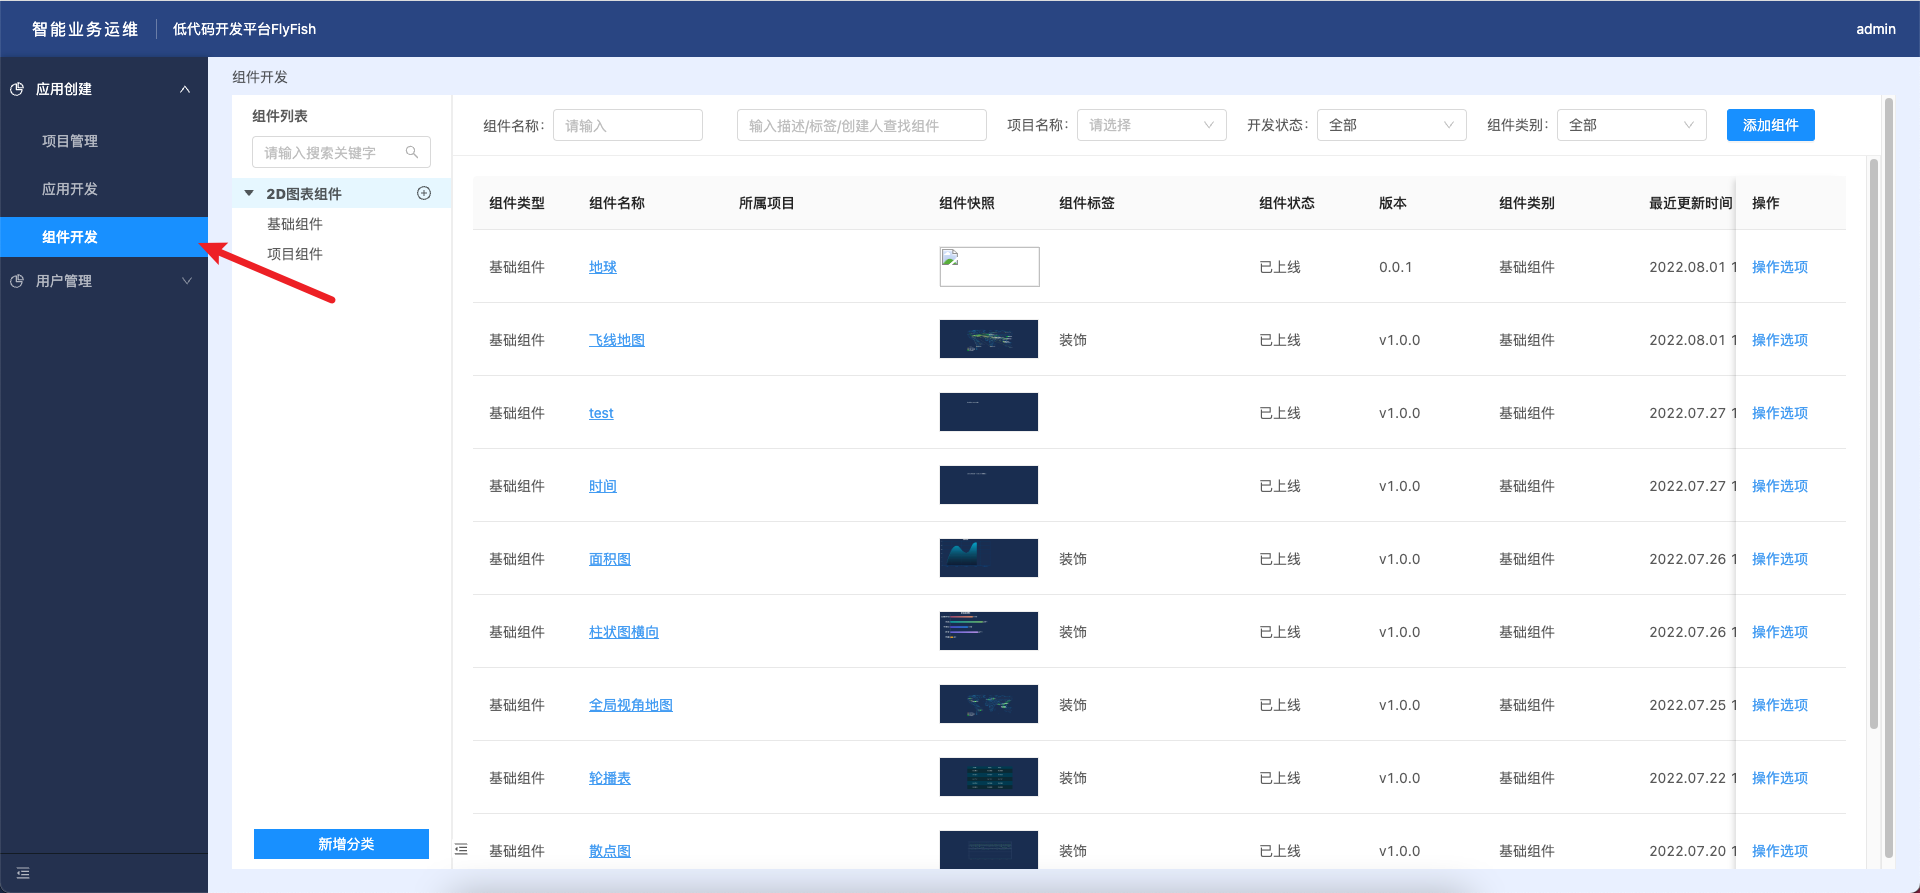 智能业务运维 低代码开发平台FlyFish admin
应用创建
项目管理
应用开发
组件开发
用户管理
组件开发
组件列表
请输入搜索关键字
2D图表组件
基础组件
项目组件
新增分类
组件名称: 请输入 输入描述/标签/创建人查找组件 项目名称: 请选择 开发状态: 全部 组件类别: 全部 添加组件
组件类型 组件名称 所属项目 组件快照 组件标签 组件状态 版本 组件类别 最近更新时间 操作
基础组件 地球 已上线 0.0.1 基础组件 2022.08.01 1 操作选项
基础组件 飞线地图 装饰 已上线 v1.0.0 基础组件 2022.08.01 1 操作选项
基础组件 test 已上线 v1.0.0 基础组件 2022.07.27 1 操作选项
基础组件 时间 已上线 v1.0.0 基础组件 2022.07.27 1 操作选项
基础组件 面积图 装饰 已上线 v1.0.0 基础组件 2022.07.26 1 操作选项
基础组件 柱状图横向 装饰 已上线 v1.0.0 基础组件 2022.07.26 1 操作选项
基础组件 全局视角地图 装饰 已上线 v1.0.0 基础组件 2022.07.25 1 操作选项
基础组件 轮播表 装饰 已上线 v1.0.0 基础组件 2022.07.22 1 操作选项
基础组件 散点图 装饰 已上线 v1.0.0 基础组件 2022.07.20 1 操作选项